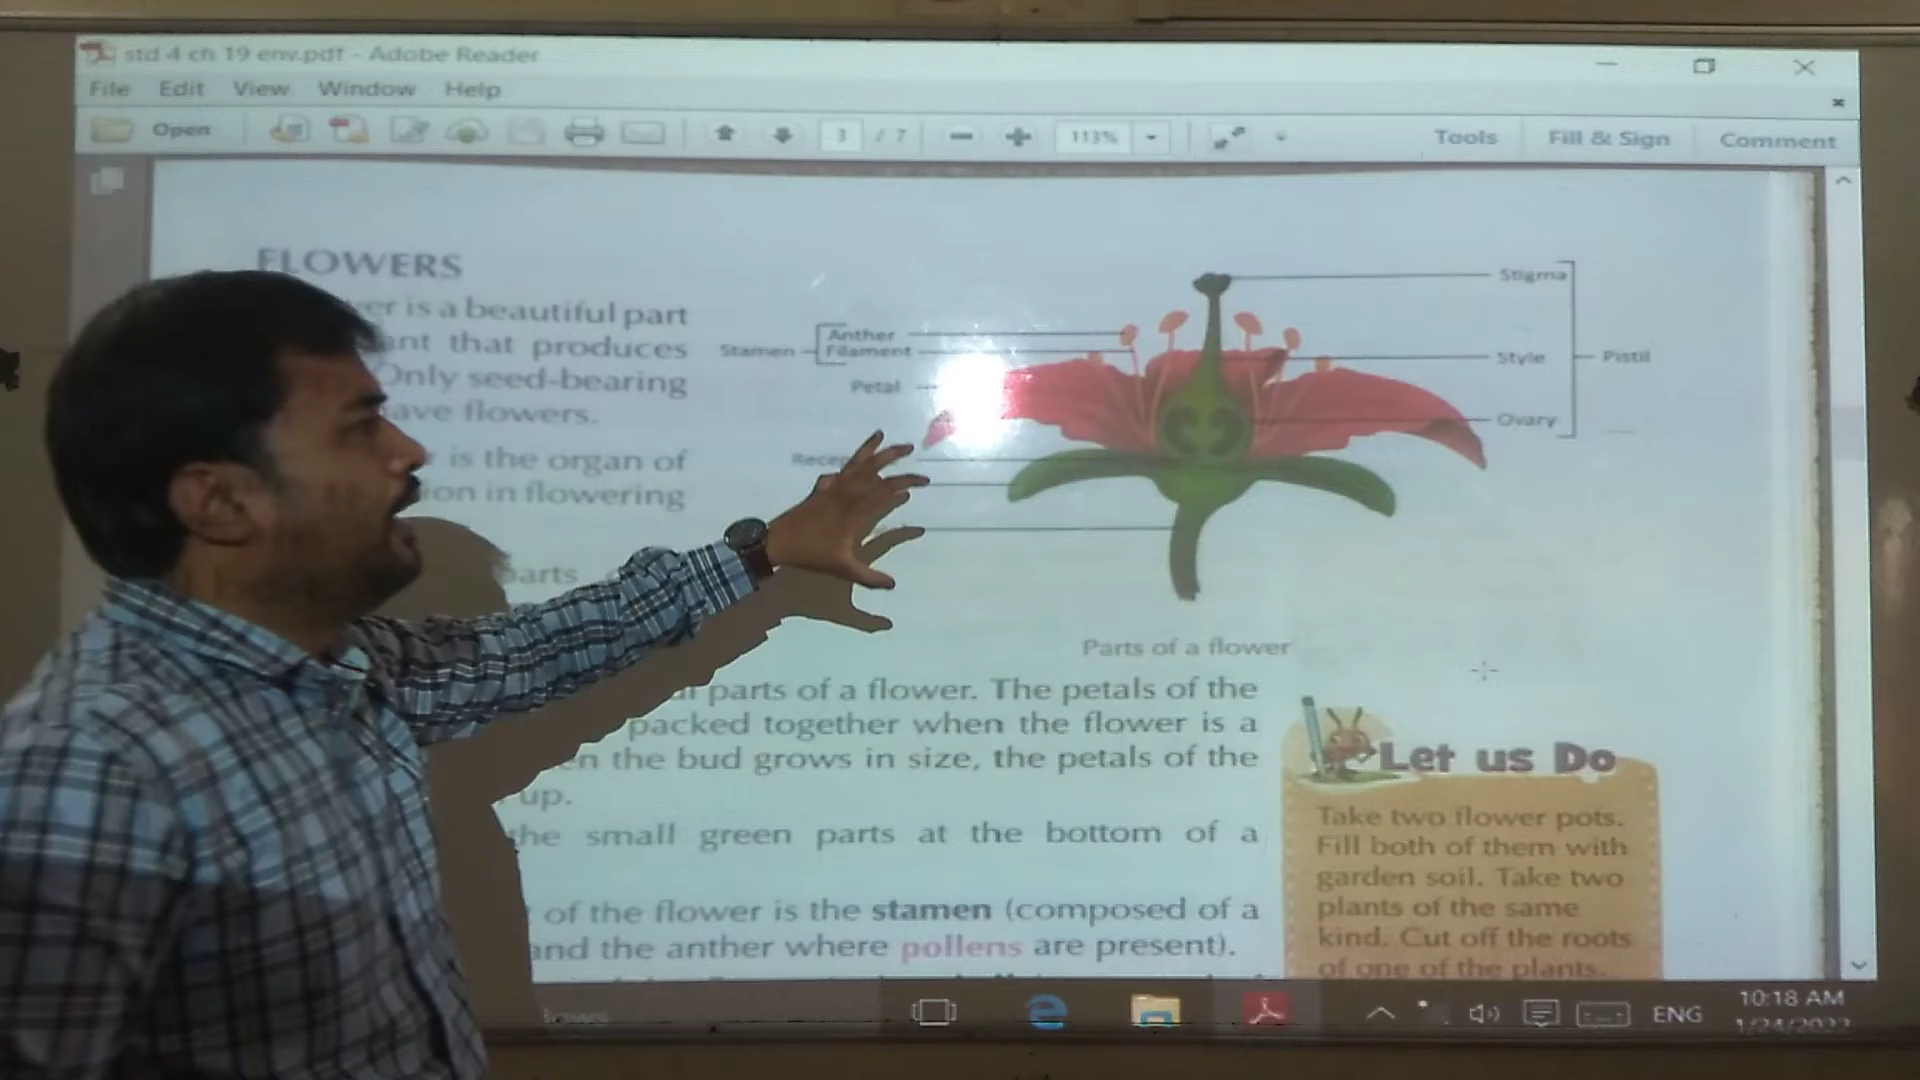 std 4 ch 19 env.pdf - Adobe Reader
File Edit View Window Help
Open 3 / 7 113% Tools Fill & Sign Comment
FLOWERS
is a beautiful part
that produces
Only seed-bearing
flowers.
is the organ of
in flowering
parts
Stigma
Anther
Stamen
Filament
Style
Pistil
Petal
Ovary
Parts of a flower
parts of a flower. The petals of the
packed together when the flower is a
the bud grows in size, the petals of the
up.
the small green parts at the bottom of a
of the flower is the stamen (composed of a
and the anther where pollens are present).
Let us Do
Take two flower pots.
Fill both of them with
garden soil. Take two
plants of the same
kind. Cut off the roots
of one of the plants.
ENG
10:18 AM